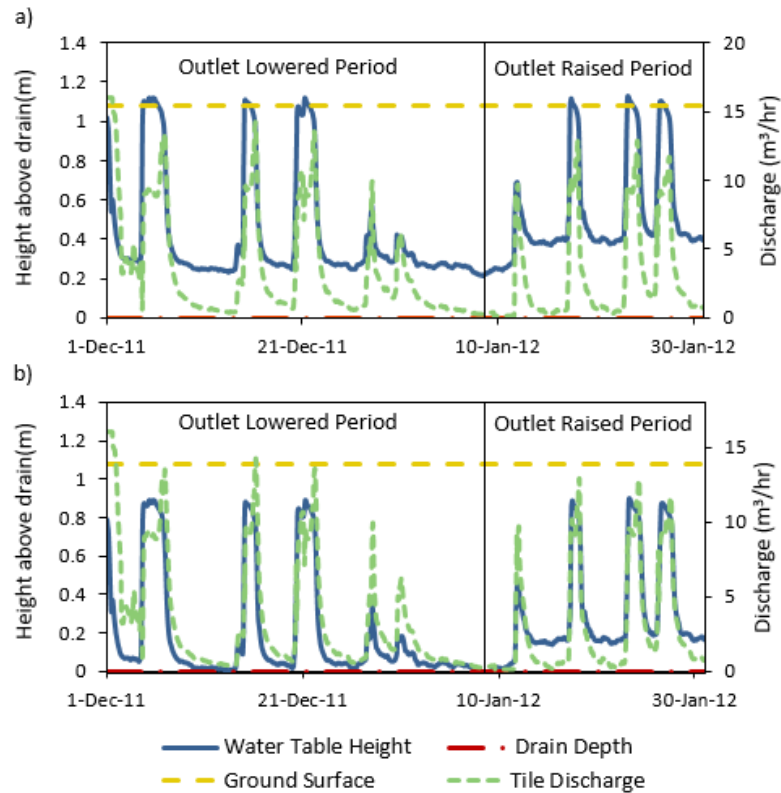 a)
Height above drain(m)
1.4
1.2
1
0.8
0.6
0.4
0.2
0
Outlet Lowered Period
Outlet Raised Period
20
15
10
5
0
Discharge (m³/hr)
1-Dec-11
21-Dec-11
10-Jan-12
30-Jan-12
b)
Height above drain(m)
1.4
1.2
1
0.8
0.6
0.4
0.2
0
Outlet Lowered Period
Outlet Raised Period
15
10
5
0
Discharge (m³/hr)
1-Dec-11
21-Dec-11
10-Jan-12
30-Jan-12
Water Table Height
Drain Depth
Ground Surface
Tile Discharge